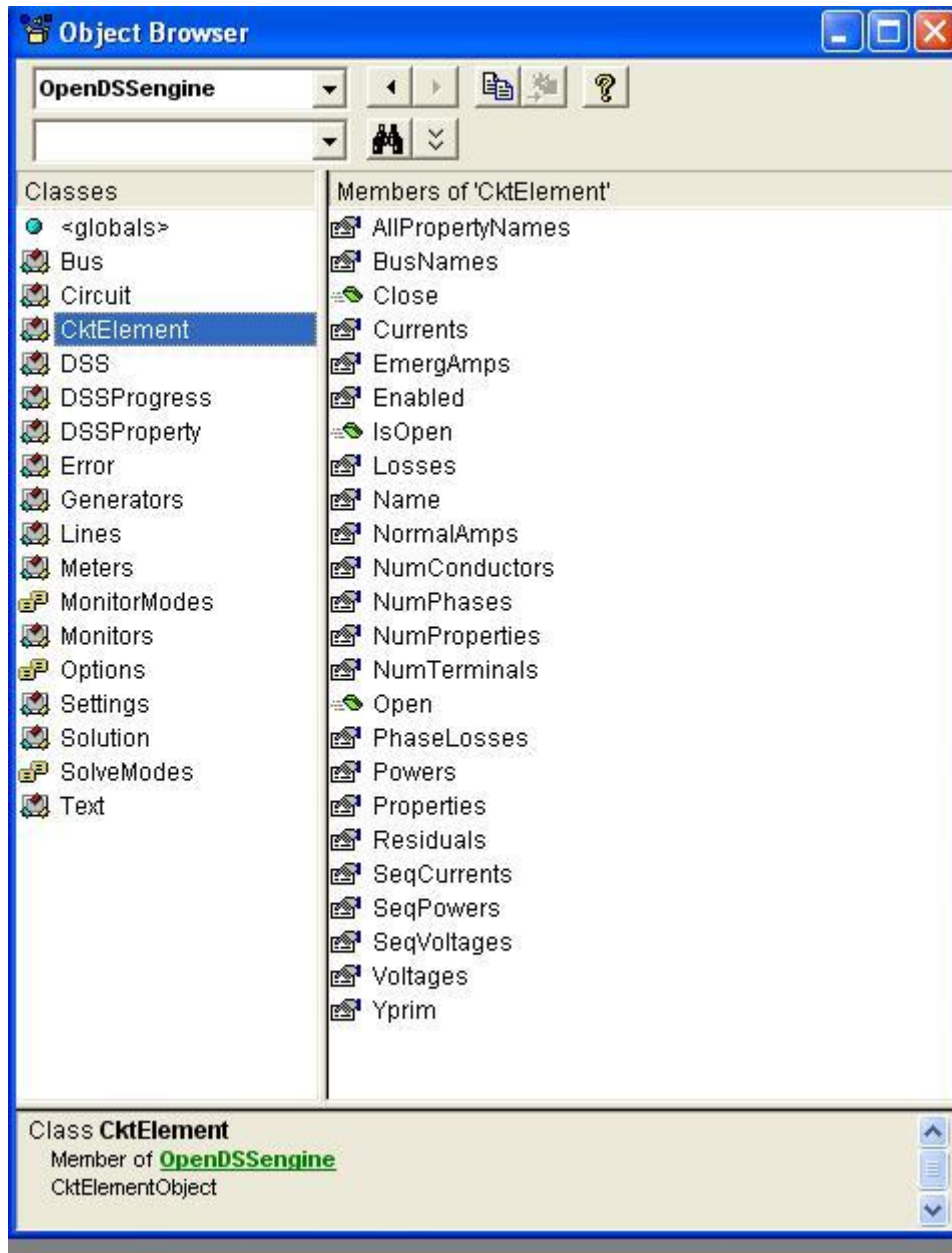 Object Browser
OpenDSSengine
Classes
<globals>
Bus
Circuit
CktElement
DSS
DSSProgress
DSSProperty
Error
Generators
Lines
Meters
MonitorModes
Monitors
Options
Settings
Solution
SolveModes
Text
Members of 'CktElement'
AllPropertyNames
BusNames
Close
Currents
EmergAmps
Enabled
IsOpen
Losses
Name
NormalAmps
NumConductors
NumPhases
NumProperties
NumTerminals
Open
PhaseLosses
Powers
Properties
Residuals
SeqCurrents
SeqPowers
SeqVoltages
Voltages
Yprim
Class CktElement
Member of OpenDSSengine
CktElementObject